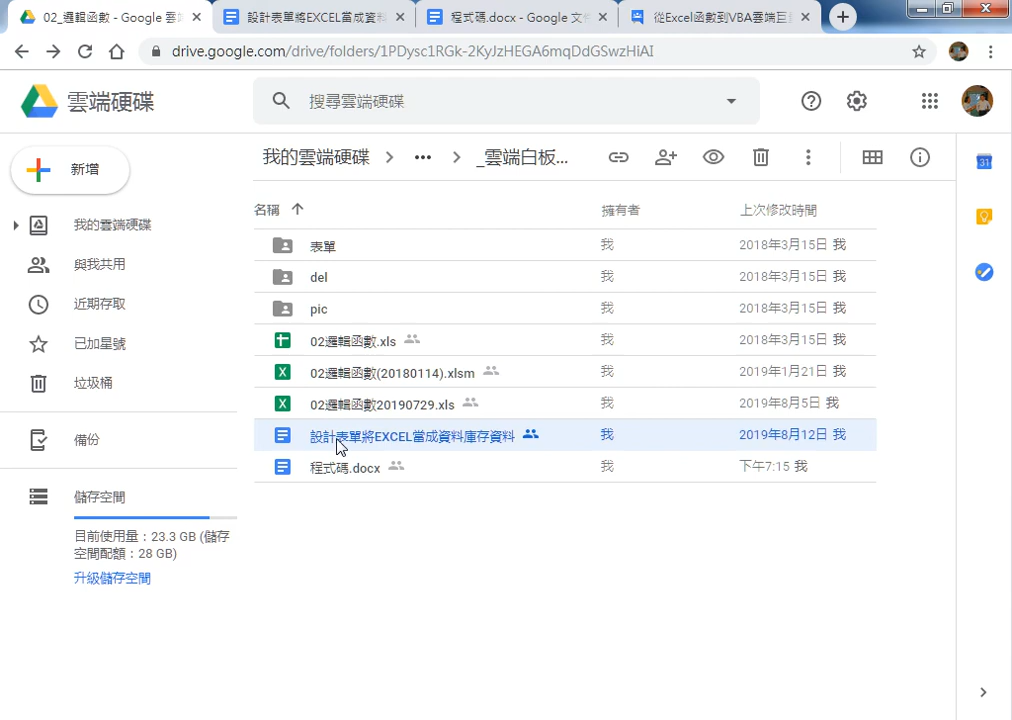 02_邏輯函數 - Google 雲 設計表單將EXCEL當成資料 程式碼.docx - Google 文件 從Excel函數到VBA雲端巨
drive.google.com/drive/folders/1PDysc1RGk-2KyJzHEGA6mqDdGSwzHiAI
雲端硬碟 搜尋雲端硬碟
新增 我的雲端硬碟 ... _雲端白板...
名稱 擁有者 上次修改時間
我的雲端硬碟
與我共用
近期存取
已加星號
垃圾桶
備份
儲存空間
目前使用量：23.3 GB (儲存
空間配額：28 GB)
升級儲存空間
表單 我 2018年3月15日 我
del 我 2018年3月15日 我
pic 我 2018年3月15日 我
02邏輯函數.xls 我 2018年3月15日 我
02邏輯函數(20180114).xlsm 我 2019年1月21日 我
02邏輯函數20190729.xls 我 2019年8月5日 我
設計表單將EXCEL當成資料庫存資料 我 2019年8月12日 我
程式碼.docx 我 下午7:15 我
31